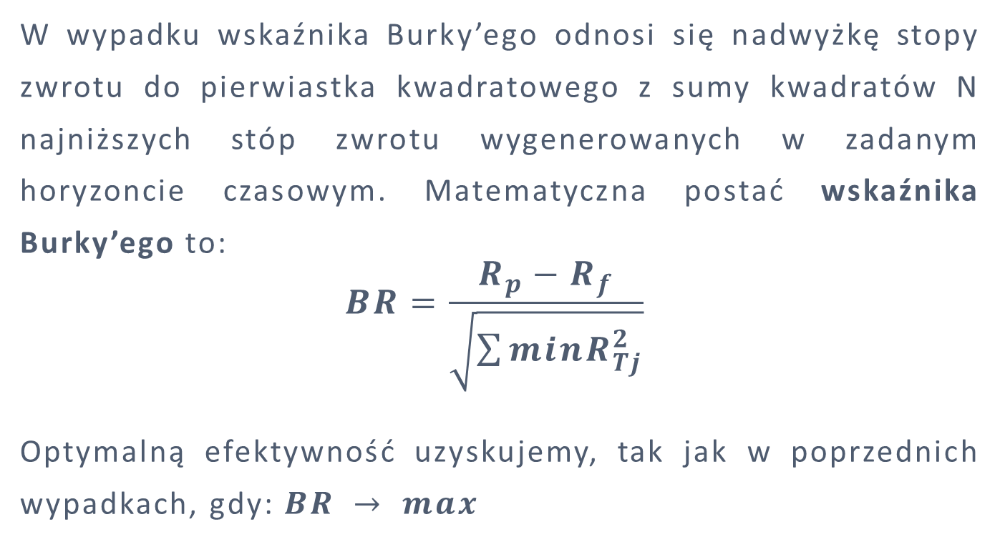 W wypadku wskaźnika Burky’ego odnosi się nadwyżkę stopy
zwrotu do pierwiastka kwadratowego z sumy kwadratów N
najniższych stóp zwrotu wygenerowanych w zadanym
horyzoncie czasowym. Matematyczna postać wskaźnika
Burky’ego to:
BR = \frac{R_p − R_f}{\sqrt{∑ minR_{Tj}^2}}
Optymalną efektywność uzyskujemy, tak jak w poprzednich
wypadkach, gdy: BR → max